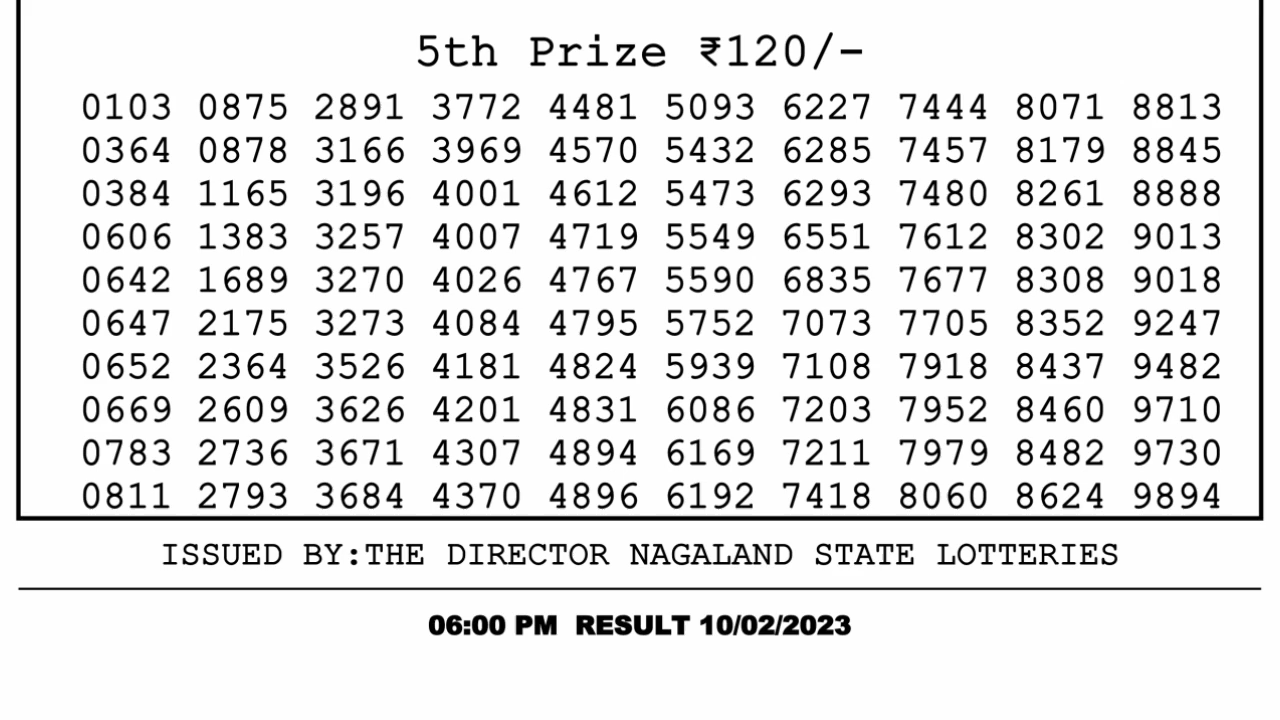 5th Prize ₹120/-
0103 0875 2891 3772 4481 5093 6227 7444 8071 8813
0364 0878 3166 3969 4570 5432 6285 7457 8179 8845
0384 1165 3196 4001 4612 5473 6293 7480 8261 8888
0606 1383 3257 4007 4719 5549 6551 7612 8302 9013
0642 1689 3270 4026 4767 5590 6835 7677 8308 9018
0647 2175 3273 4084 4795 5752 7073 7705 8352 9247
0652 2364 3526 4181 4824 5939 7108 7918 8437 9482
0669 2609 3626 4201 4831 6086 7203 7952 8460 9710
0783 2736 3671 4307 4894 6169 7211 7979 8482 9730
0811 2793 3684 4370 4896 6192 7418 8060 8624 9894
ISSUED BY:THE DIRECTOR NAGALAND STATE LOTTERIES
06:00 PM RESULT 10/02/2023